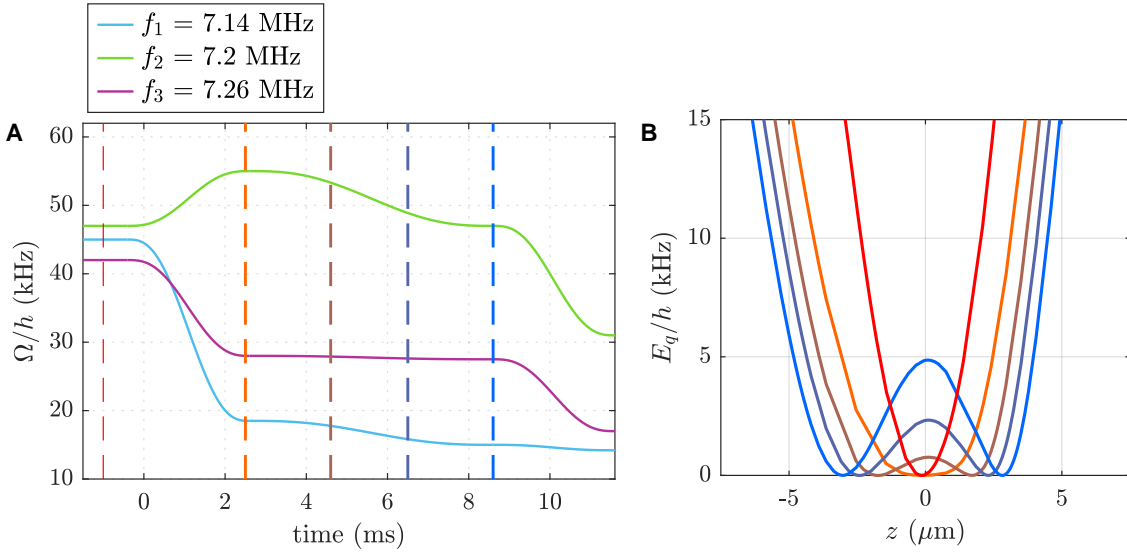 f₁ = 7.14 MHz
f₂ = 7.2 MHz
f₃ = 7.26 MHz
A
60
50
40
30
20
10
Ω/h (kHz)
0 2 4 6 8 10
time (ms)
B
15
10
5
0
E_q/h (kHz)
-5 0 5
z (μm)